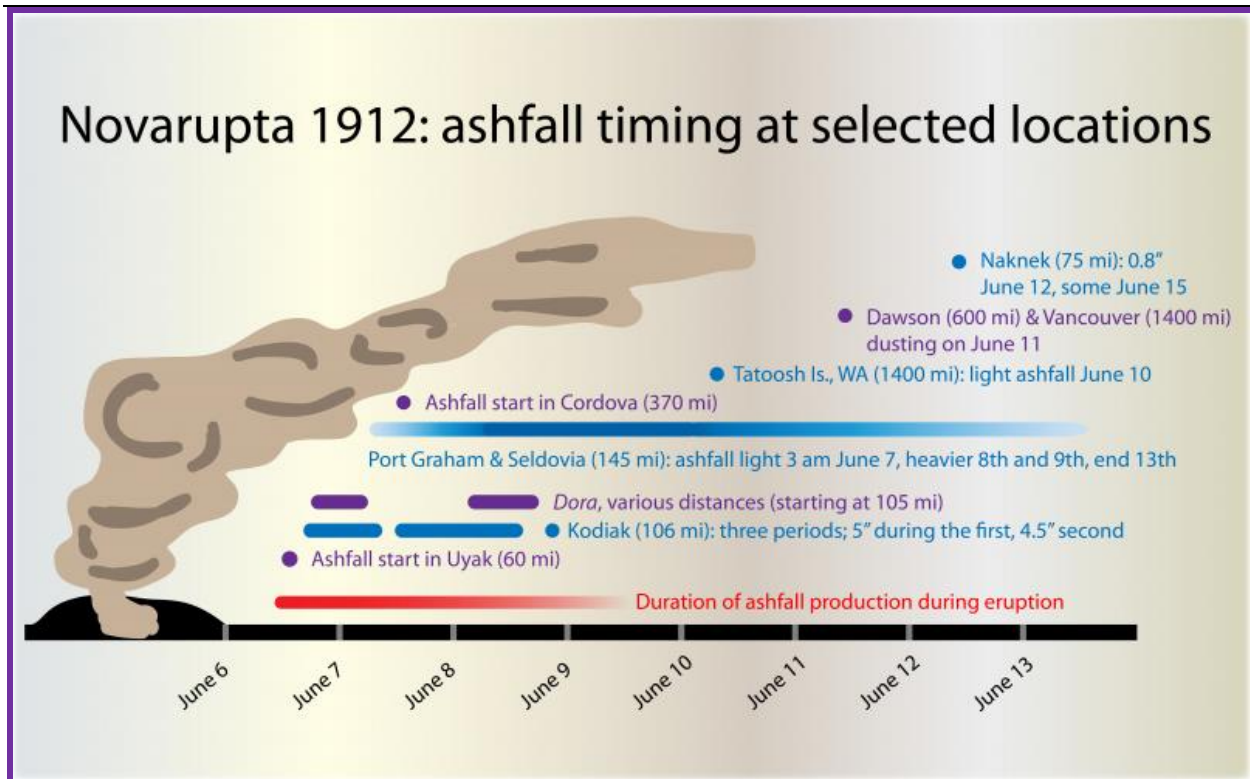 Novarupta 1912: ashfall timing at selected locations
Naknek (75 mi): 0.8”
June 12, some June 15
Dawson (600 mi) & Vancouver (1400 mi)
dusting on June 11
Tatoosh Is., WA (1400 mi): light ashfall June 10
Ashfall start in Cordova (370 mi)
Port Graham & Seldovia (145 mi): ashfall light 3 am June 7, heavier 8th and 9th, end 13th
Dora, various distances (starting at 105 mi)
Kodiak (106 mi): three periods; 5” during the first, 4.5” second
Ashfall start in Uyak (60 mi)
Duration of ashfall production during eruption
June 6
June 7
June 8
June 9
June 10
June 11
June 12
June 13